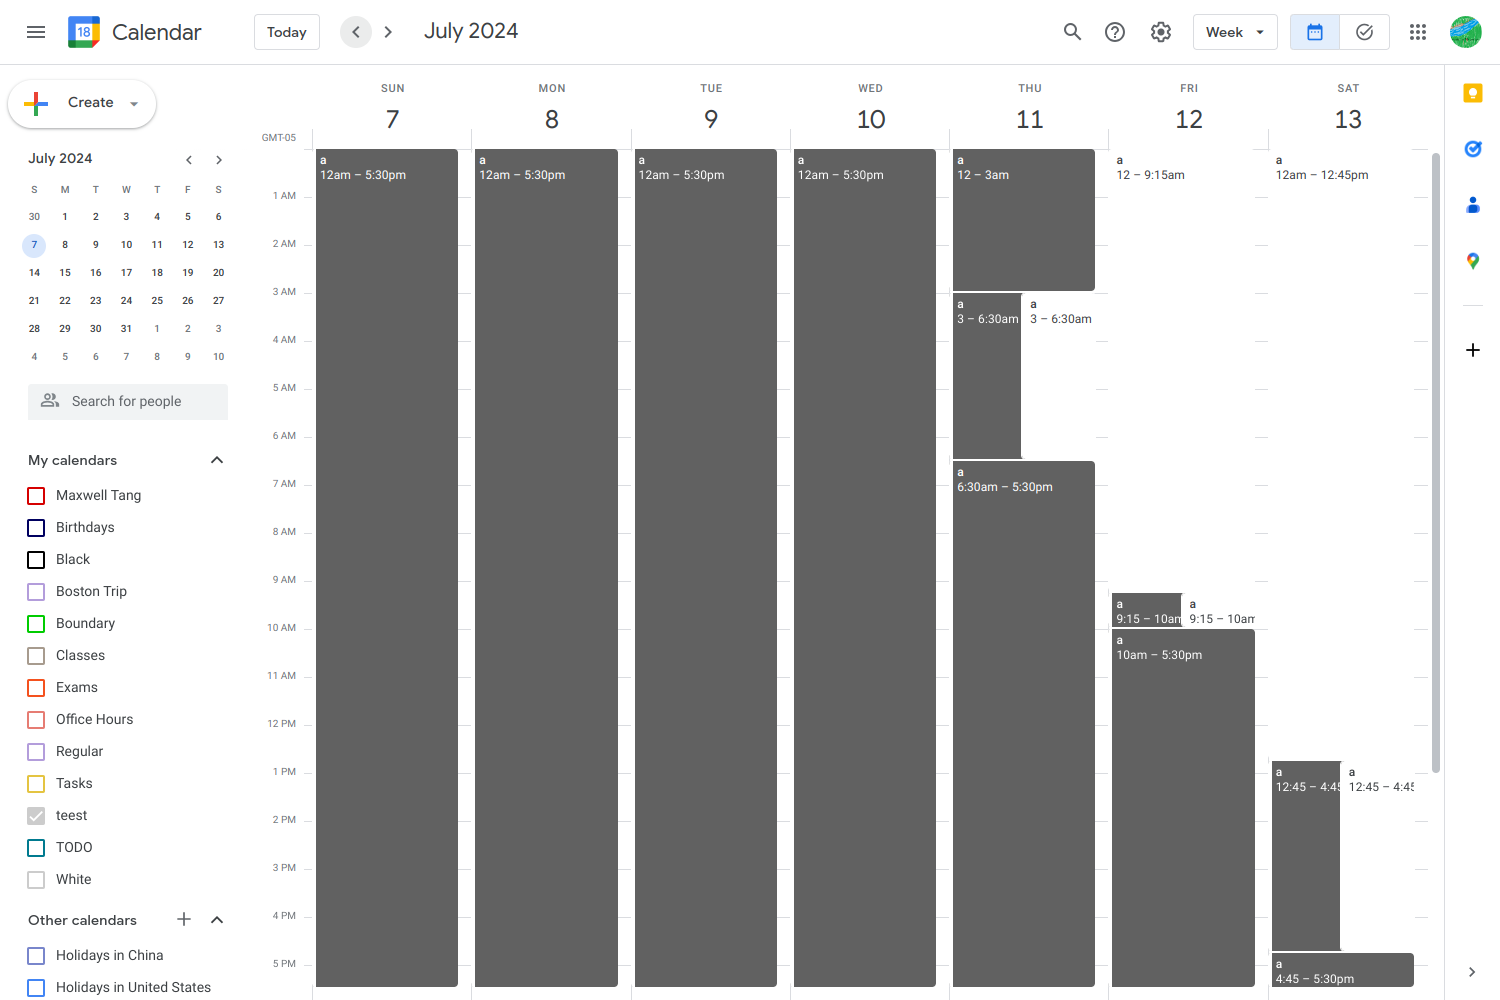 18 Calendar
Today
July 2024
Week
Create
July 2024
S M T W T F S
30 1 2 3 4 5 6
7 8 9 10 11 12 13
14 15 16 17 18 19 20
21 22 23 24 25 26 27
28 29 30 31 1 2 3
4 5 6 7 8 9 10
Search for people
My calendars
Maxwell Tang
Birthdays
Black
Boston Trip
Boundary
Classes
Exams
Office Hours
Regular
Tasks
teest
TODO
White
Other calendars
Holidays in China
Holidays in United States
SUN MON TUE WED THU FRI SAT
7 8 9 10 11 12 13
GMT-05
1 AM
2 AM
3 AM
4 AM
5 AM
6 AM
7 AM
8 AM
9 AM
10 AM
11 AM
12 PM
1 PM
2 PM
3 PM
4 PM
5 PM
a
12am – 5:30pm
a
12am – 5:30pm
a
12am – 5:30pm
a
12am – 5:30pm
a
12 – 3am
a
3 – 6:30am
a
3 – 6:30am
a
6:30am – 5:30pm
a
12 – 9:15am
a
9:15 – 10am
a
9:15 – 10am
a
10am – 5:30pm
a
12am – 12:45pm
a
12:45 – 4:45
a
12:45 – 4:45
a
4:45 – 5:30pm